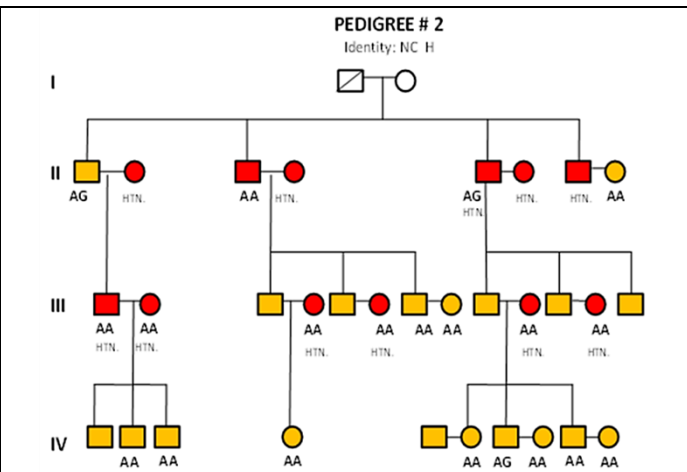 PEDIGREE # 2
Identity: NC H
I
II
AG HTN. AA HTN. AG HTN. HTN. AA
HTN.
III
AA AA AA AA AA AA AA AA
HTN. HTN. HTN. HTN. HTN. HTN.
IV
AA AA AA AA AG AA AA AA